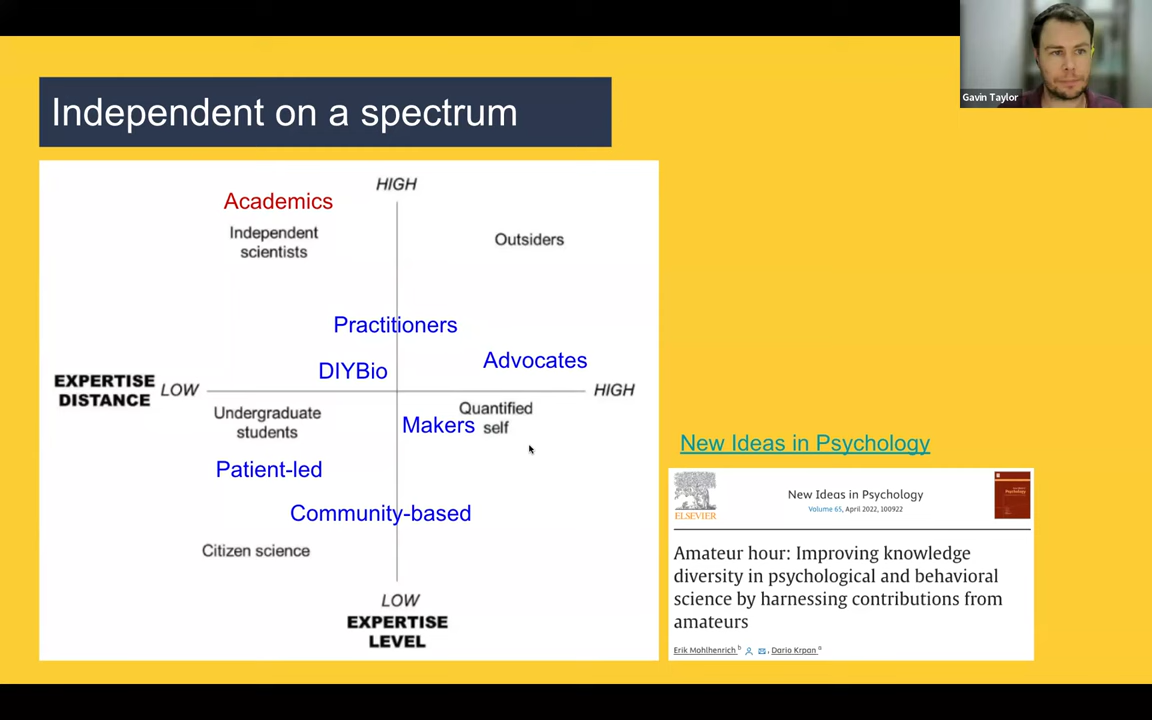 Gavin Taylor
Independent on a spectrum
HIGH
Academics
Independent
scientists
Outsiders
Practitioners
Advocates
DIYBio
EXPERTISE
DISTANCE
LOW
HIGH
Undergraduate
students
Quantified
self
Makers
Patient-led
Community-based
Citizen science
LOW
EXPERTISE
LEVEL
New Ideas in Psychology
ELSEVIER
New Ideas in Psychology
Volume 65, April 2022, 100922
Amateur hour: Improving knowledge
diversity in psychological and behavioral
science by harnessing contributions from
amateurs
Erik Mohlhenrich b, Dario Krpan a